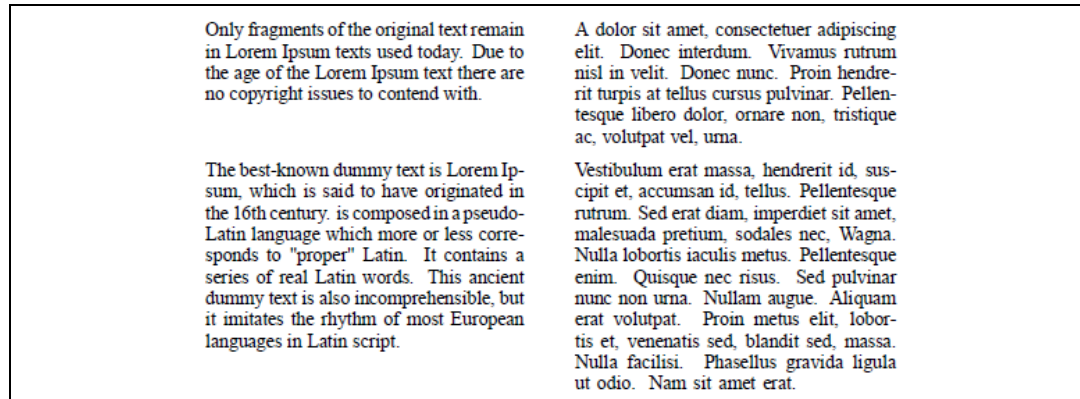 Only fragments of the original text remain
in Lorem Ipsum texts used today. Due to
the age of the Lorem Ipsum text there are
no copyright issues to contend with.
A dolor sit amet, consectetuer adipiscing
elit. Donec interdum. Vivamus rutrum
nisl in velit. Donec nunc. Proin hendre-
rit turpis at tellus cursus pulvinar. Pellen-
tesque libero dolor, ornare non, tristique
ac, volutpat vel, urna.
The best-known dummy text is Lorem Ip-
sum, which is said to have originated in
the 16th century. is composed in a pseudo-
Latin language which more or less corre-
sponds to "proper" Latin. It contains a
series of real Latin words. This ancient
dummy text is also incomprehensible, but
it imitates the rhythm of most European
languages in Latin script.
Vestibulum erat massa, hendrerit id, sus-
cipit et, accumsan id, tellus. Pellentesque
rutrum. Sed erat diam, imperdiet sit amet,
malesuada pretium, sodales nec, Wagna.
Nulla lobortis iaculis metus. Pellentesque
enim. Quisque nec risus. Sed pulvinar
nunc non urna. Nullam augue. Aliquam
erat volutpat. Proin metus elit, lobor-
tis et, venenatis sed, blandit sed, massa.
Nulla facilisi. Phasellus gravida ligula
ut odio. Nam sit amet erat.